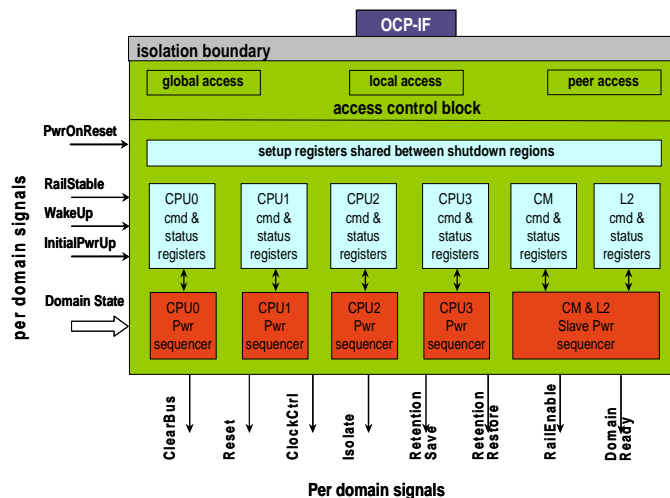 OCP-IF
isolation boundary
global access
local access
peer access
access control block
PwrOnReset
setup registers shared between shutdown regions
RailStable
WakeUp
InitialPwrUp
Domain State
per domain signals
CPU0
cmd &
status
registers
CPU1
cmd &
status
registers
CPU2
cmd &
status
registers
CPU3
cmd &
status
registers
CM
cmd &
status
registers
L2
cmd &
status
registers
CPU0
Pwr
sequencer
CPU1
Pwr
sequencer
CPU2
Pwr
sequencer
CPU3
Pwr
sequencer
CM & L2
Slave Pwr
sequencer
ClearBus
Reset
ClockCtrl
Isolate
Retention
Save
Retention
Restore
RailEnable
Domain
Ready
Per domain signals